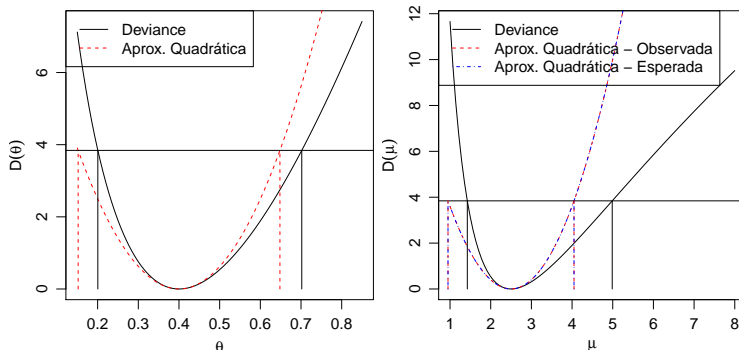 Deviance
Aprox. Quadrática
D(θ)
0 2 4 6
0.2 0.3 0.4 0.5 0.6 0.7 0.8
θ
Deviance
Aprox. Quadrática − Observada
Aprox. Quadrática − Esperada
D(μ)
0 2 4 6 8 10 12
1 2 3 4 5 6 7 8
μ